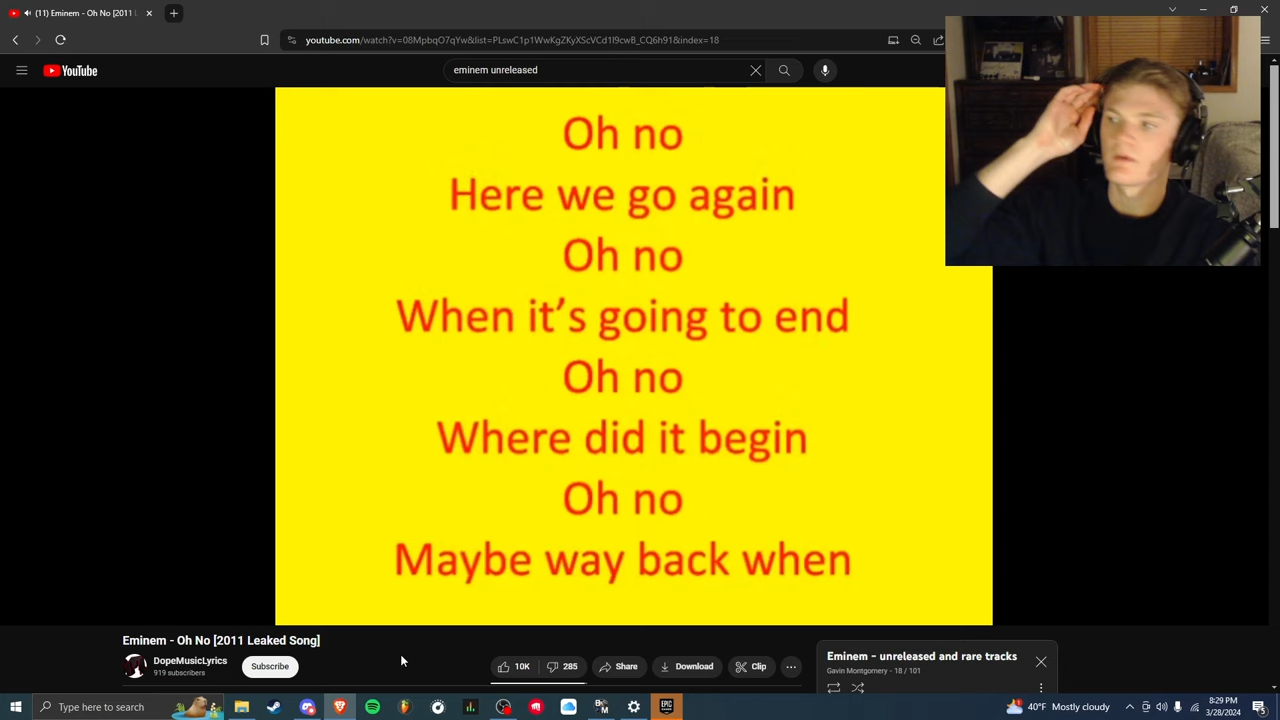 (11) Eminem - Oh No [2011 L
youtube.com/watch?v=08MpbqO7qYw&list=PLswC1p1WwKgZKyXScVCd1l9cwB_CQ6h91&index=18
YouTube
eminem unreleased
Oh no
Here we go again
Oh no
When it's going to end
Oh no
Where did it begin
Oh no
Maybe way back when
Eminem - Oh No [2011 Leaked Song]
DopeMusicLyrics
919 subscribers
Subscribe
10K
285
Share
Download
Clip
Eminem - unreleased and rare tracks
Gavin Montgomery - 18 / 101
Type here to search
EPIC
GAMES
40°F Mostly cloudy
8:29 PM
3/28/2024